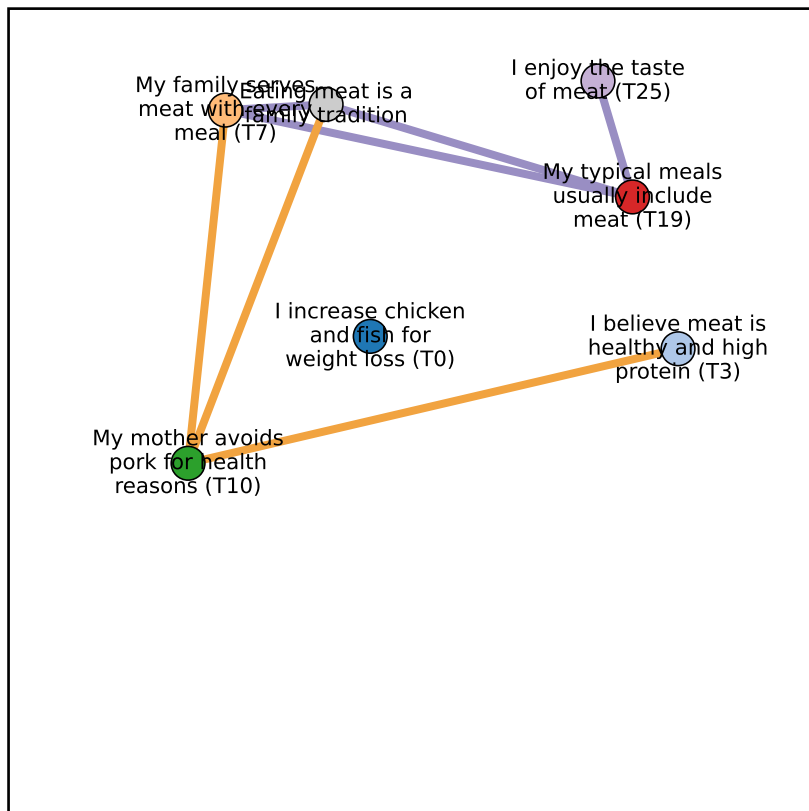 My family serves
meat with every
meal (T7)
Eating meat is a
family tradition
I enjoy the taste
of meat (T25)
My typical meals
usually include
meat (T19)
I increase chicken
and fish for
weight loss (T0)
I believe meat is
healthy and high
protein (T3)
My mother avoids
pork for health
reasons (T10)